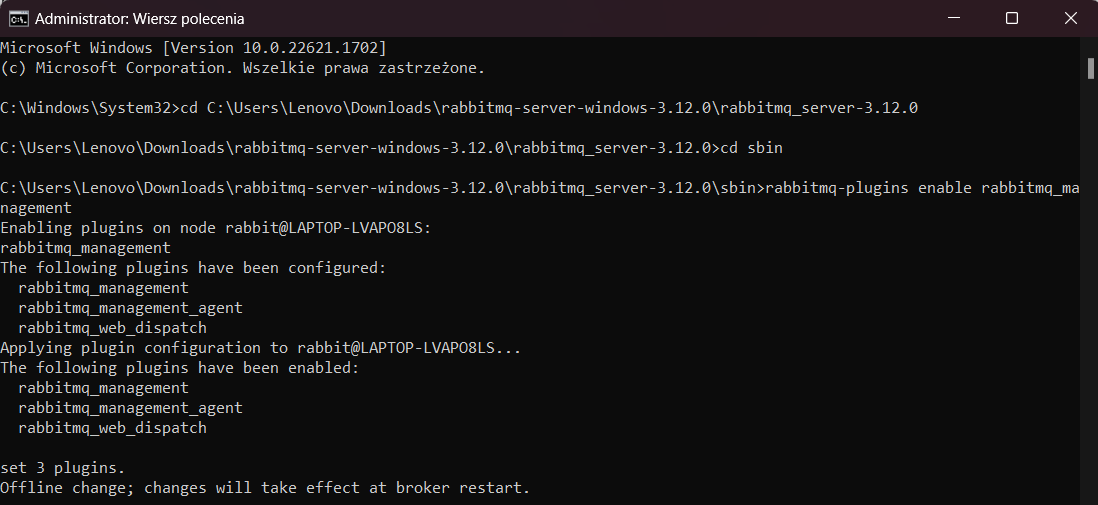 Administrator: Wiersz polecenia
Microsoft Windows [Version 10.0.22621.1702]
(c) Microsoft Corporation. Wszelkie prawa zastrzeżone.
C:\Windows\System32>cd C:\Users\Lenovo\Downloads\rabbitmq-server-windows-3.12.0\rabbitmq_server-3.12.0
C:\Users\Lenovo\Downloads\rabbitmq-server-windows-3.12.0\rabbitmq_server-3.12.0>cd sbin
C:\Users\Lenovo\Downloads\rabbitmq-server-windows-3.12.0\rabbitmq_server-3.12.0\sbin>rabbitmq-plugins enable rabbitmq_ma
nagement
Enabling plugins on node rabbit@LAPTOP-LVAPO8LS:
rabbitmq_management
The following plugins have been configured:
  rabbitmq_management
  rabbitmq_management_agent
  rabbitmq_web_dispatch
Applying plugin configuration to rabbit@LAPTOP-LVAPO8LS...
The following plugins have been enabled:
  rabbitmq_management
  rabbitmq_management_agent
  rabbitmq_web_dispatch
set 3 plugins.
Offline change; changes will take effect at broker restart.